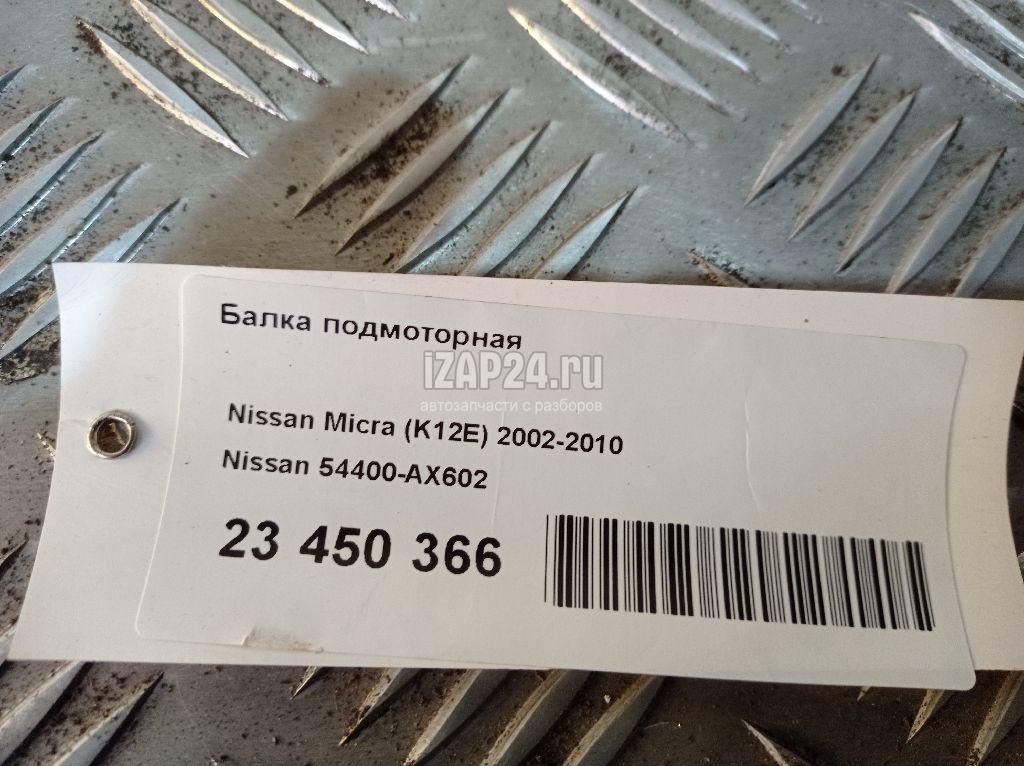 Балка подмоторная
iZAP24.ru
автозапчасти с разборов
Nissan Micra (K12E) 2002-2010
Nissan 54400-AX602
23 450 366